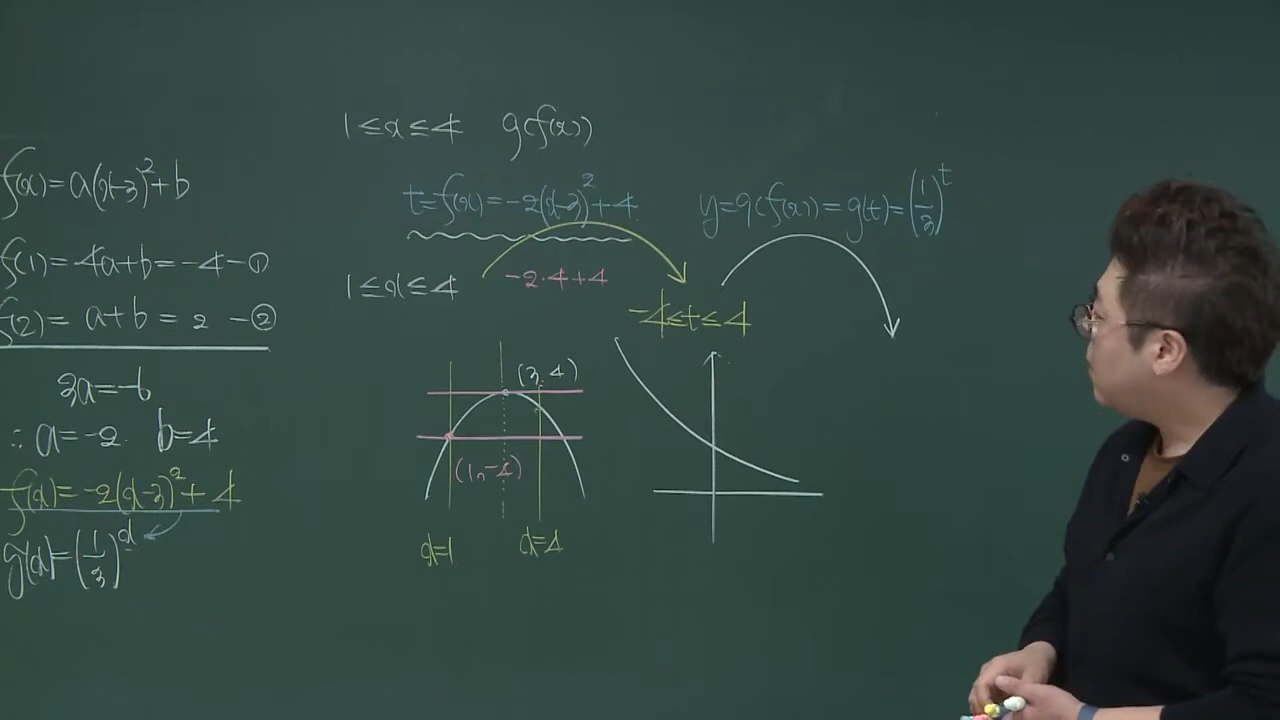 f(x)=a(x-3)²+b
f(1)=4a+b=-4 -①
f(2)= a+b = 2 -②
3a=-6
∴ a=-2 b=4
f(x)=-2(x-3)²+4
g(x)=(1/3)^x
1≤x≤4 g(f(x))
t=f(x)=-2(x-3)²+4
1≤x≤4 -2·4+4
-4≤t≤4
y=g(f(x))=g(t)=(1/3)^t
(3,4)
(1,-4)
x=1 x=4